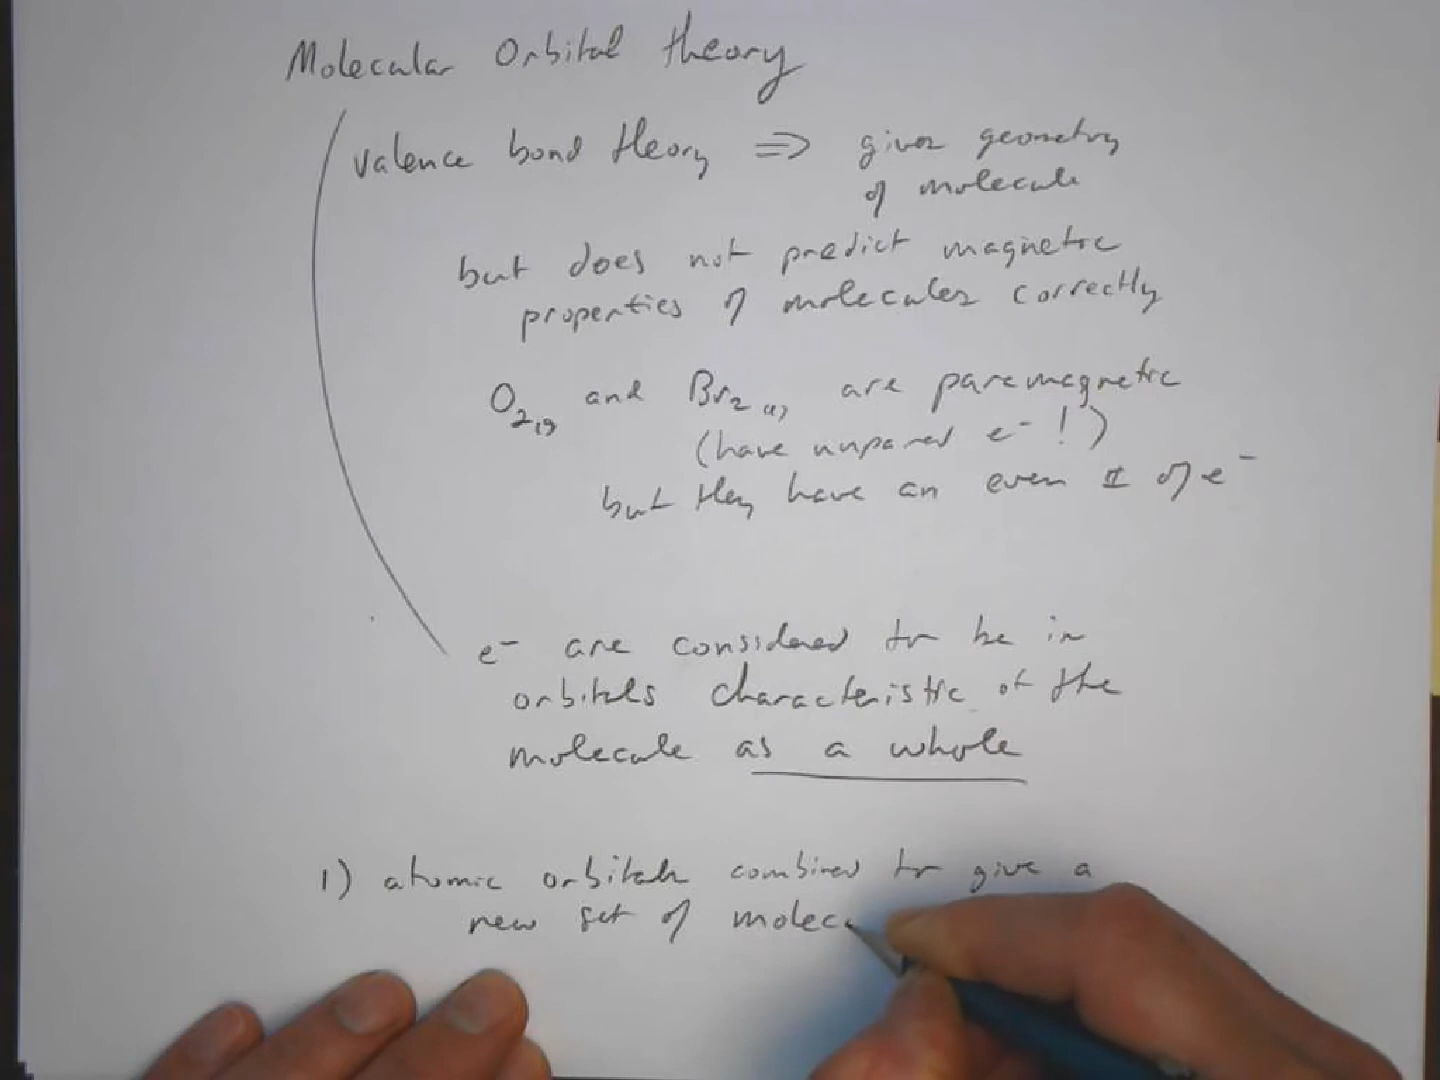 Molecular Orbital theory
valence bond theory ⇒ gives geometry
of molecule
but does not predict magnetic
properties of molecules correctly
O₂(g) and Br₂(l) are paramagnetic
(have unpaired e⁻!)
but they have an even # of e⁻
e⁻ are considered to be in
orbitals characteristic of the
molecule as a whole
1) atomic orbitals combined to give a
new set of molec